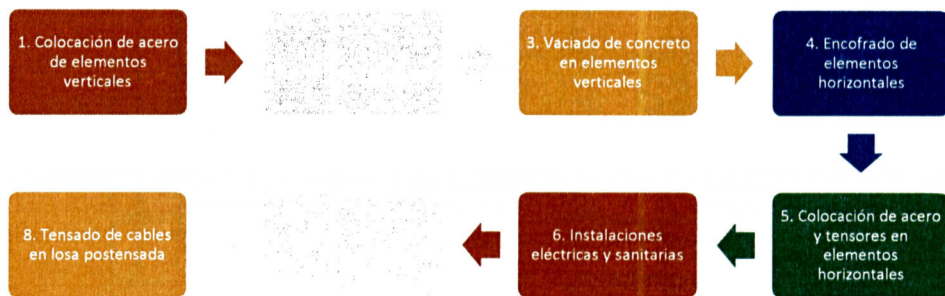 1. Colocación de acero
de elementos
verticales
3. Vaciado de concreto
en elementos
verticales
4. Encofrado de
elementos
horizontales
5. Colocación de acero
y tensores en
elementos
horizontales
6. Instalaciones
eléctricas y sanitarias
8. Tensado de cables
en losa postensada